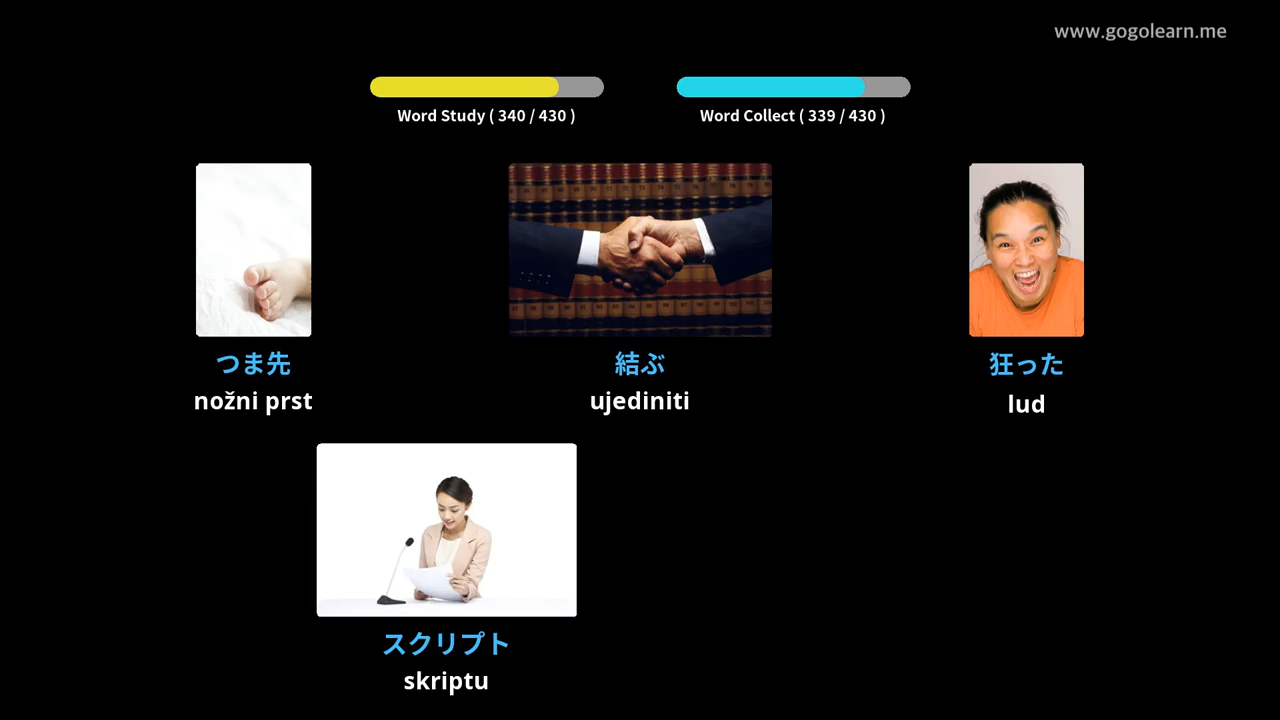 www.gogolearn.me
Word Study ( 340 / 430 )
Word Collect ( 339 / 430 )
つま先
nožni prst
結ぶ
ujediniti
狂った
lud
スクリプト
skriptu